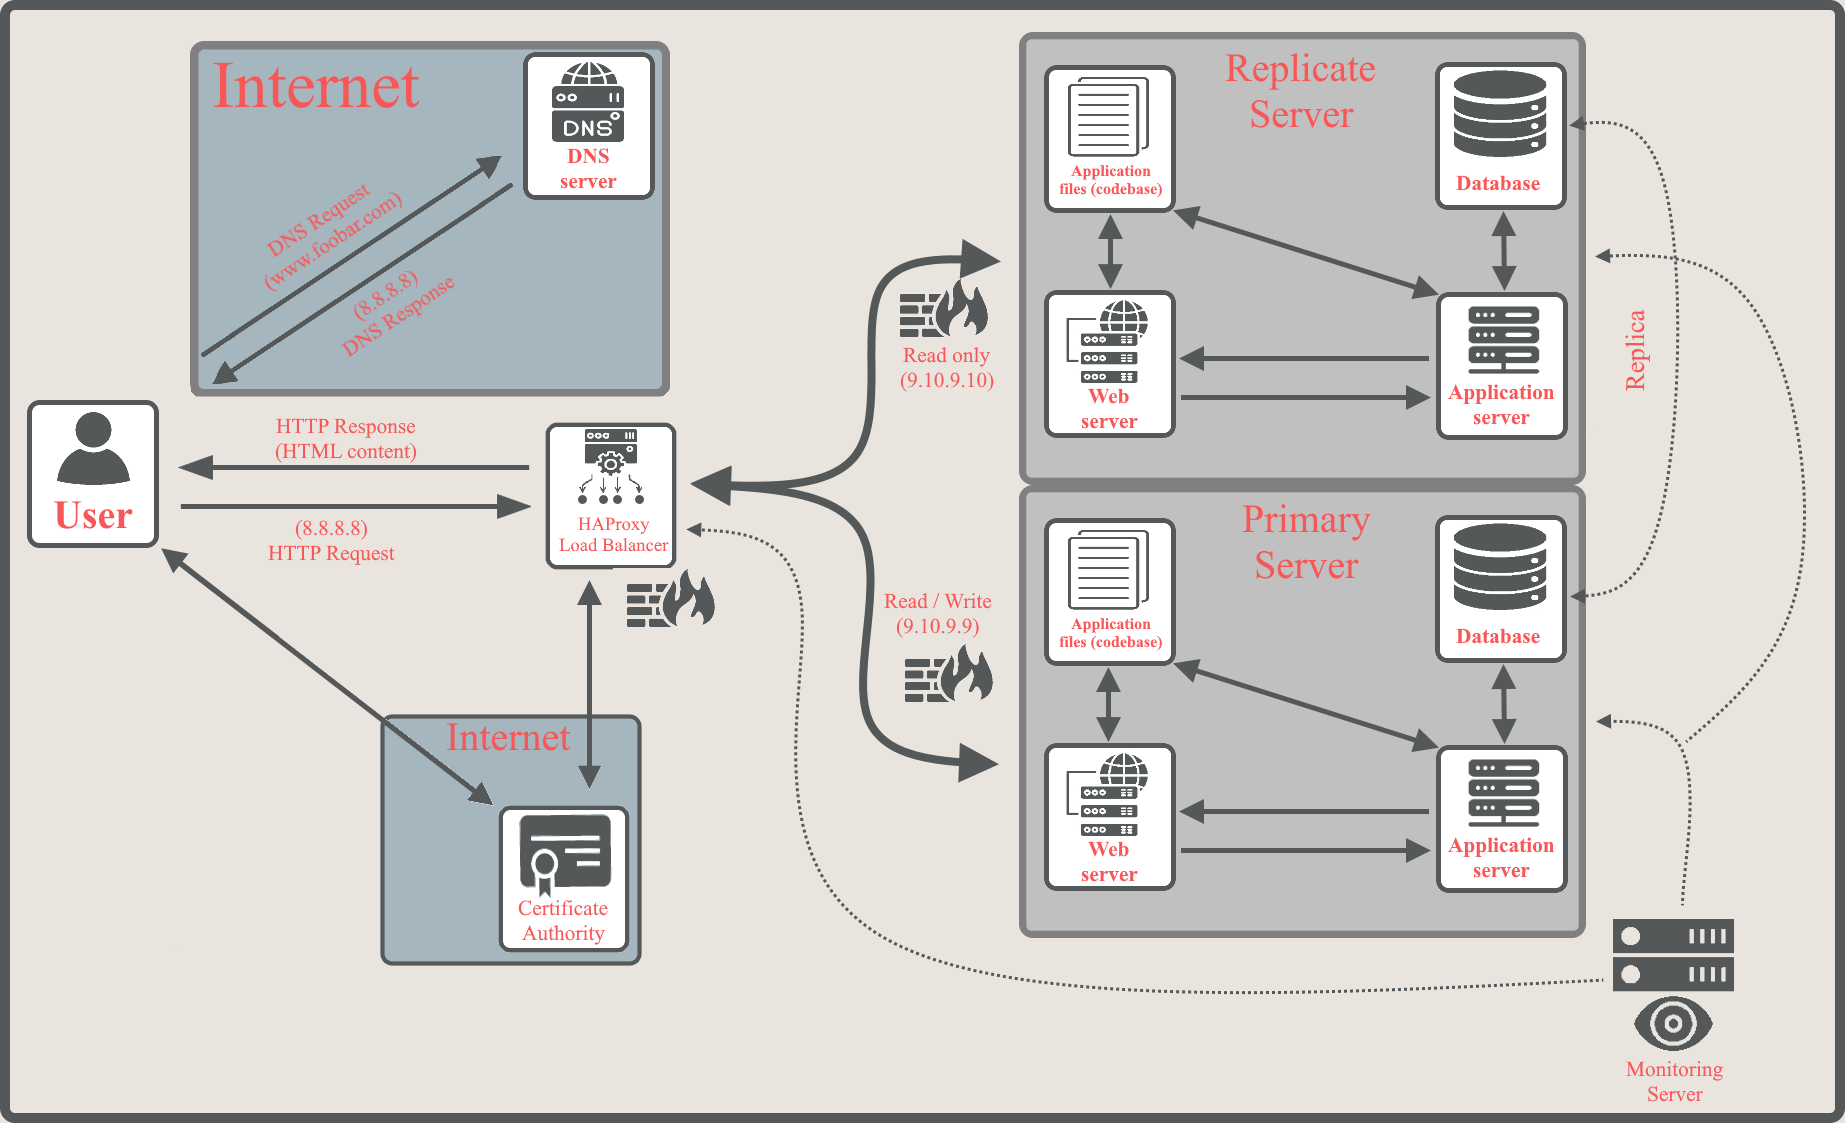 Internet
DNS
DNS
server
DNS Request
(www.foobar.com)
(8.8.8.8)
DNS Response
User
HTTP Response
(HTML content)
(8.8.8.8)
HTTP Request
HAProxy
Load Balancer
Internet
Certificate
Authority
Read only
(9.10.9.10)
Read / Write
(9.10.9.9)
Replicate
Server
Application
files (codebase)
Database
Web
server
Application
server
Replica
Primary
Server
Application
files (codebase)
Database
Web
server
Application
server
Monitoring
Server